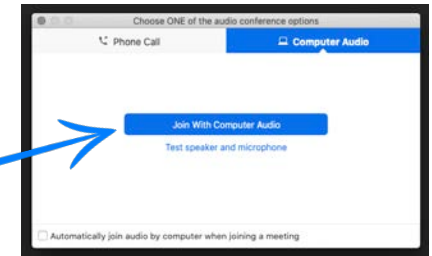 Choose ONE of the audio conference options
Phone Call
Computer Audio
Join With Computer Audio
Test speaker and microphone
Automatically join audio by computer when joining a meeting